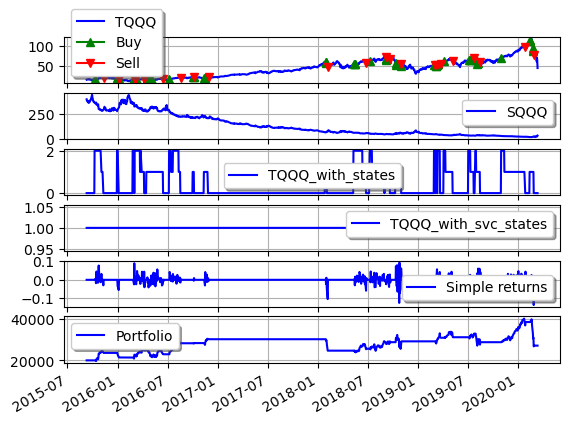 TQQQ
Buy
Sell
100
50
SQQQ
250
0
TQQQ_with_states
2
0
TQQQ_with_svc_states
1.05
1.00
0.95
Simple returns
0.1
0.0
−0.1
Portfolio
40000
20000
2015-07 2016-01 2016-07 2017-01 2017-07 2018-01 2018-07 2019-01 2019-07 2020-01